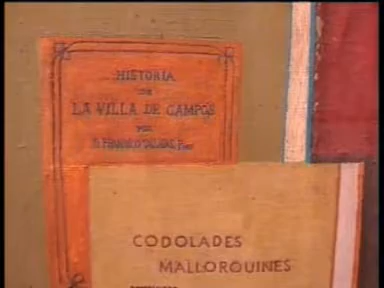 HISTORIA
DE
LA VILLA DE CAMPOS
POR
CODOLADES
MALLORQUINES